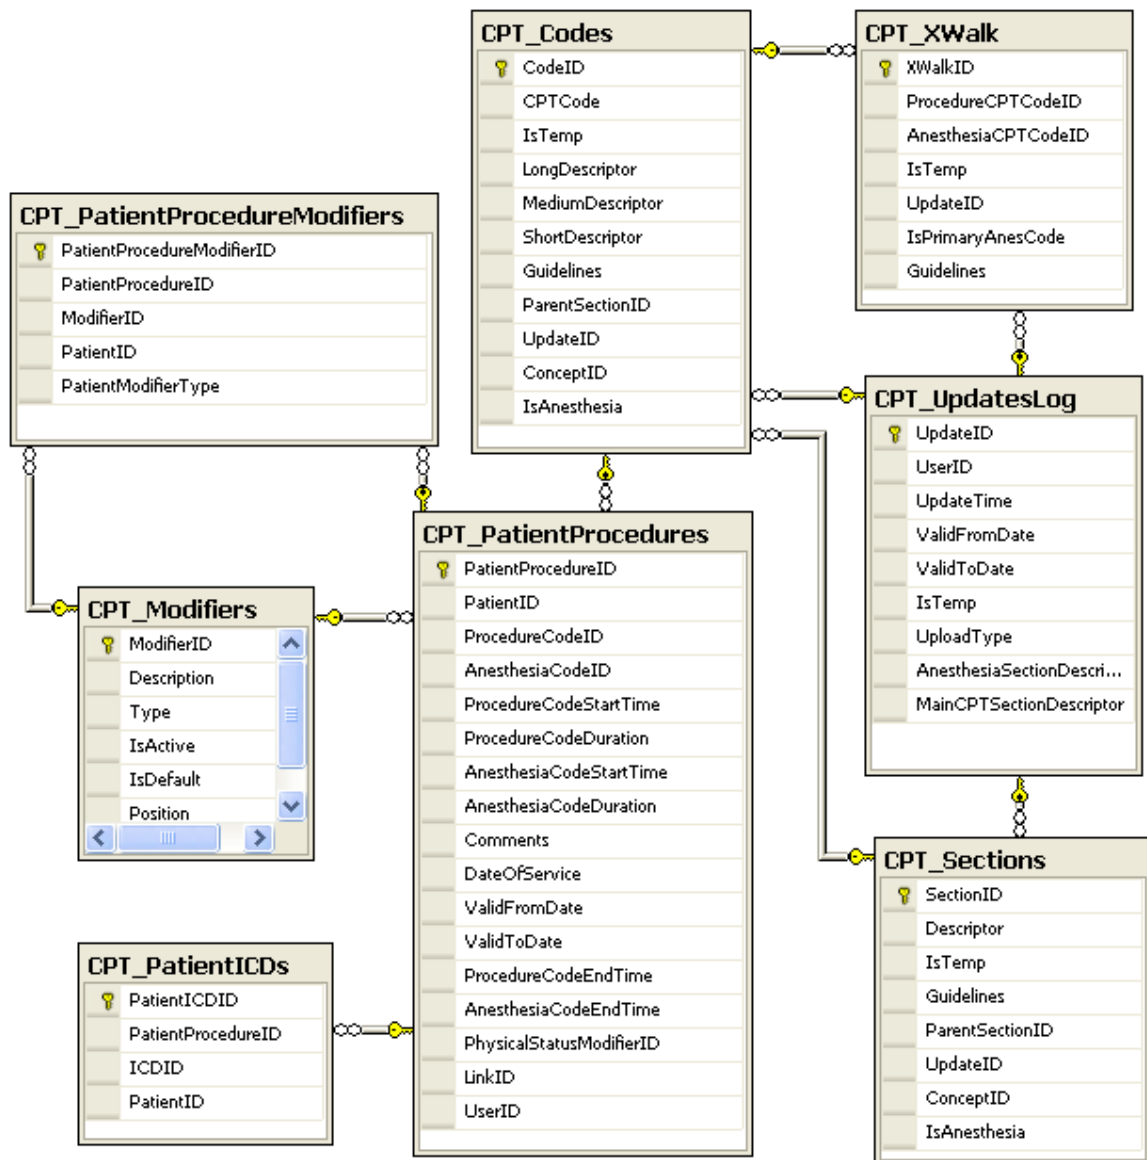 CPT_Codes
CodeID
CPTCode
IsTemp
LongDescriptor
MediumDescriptor
ShortDescriptor
Guidelines
ParentSectionID
UpdateID
ConceptID
IsAnesthesia
CPT_XWalk
XWalkID
ProcedureCPTCodeID
AnesthesiaCPTCodeID
IsTemp
UpdateID
IsPrimaryAnesCode
Guidelines
CPT_PatientProcedureModifiers
PatientProcedureModifierID
PatientProcedureID
ModifierID
PatientID
PatientModifierType
CPT_UpdatesLog
UpdateID
UserID
UpdateTime
ValidFromDate
ValidToDate
IsTemp
UploadType
AnesthesiaSectionDescri...
MainCPTSectionDescriptor
CPT_PatientProcedures
PatientProcedureID
PatientID
ProcedureCodeID
AnesthesiaCodeID
ProcedureCodeStartTime
ProcedureCodeDuration
AnesthesiaCodeStartTime
AnesthesiaCodeDuration
Comments
DateOfService
ValidFromDate
ValidToDate
ProcedureCodeEndTime
AnesthesiaCodeEndTime
PhysicalStatusModifierID
LinkID
UserID
CPT_Modifiers
ModifierID
Description
Type
IsActive
IsDefault
Position
CPT_Sections
SectionID
Descriptor
IsTemp
Guidelines
ParentSectionID
UpdateID
ConceptID
IsAnesthesia
CPT_PatientICDs
PatientICDID
PatientProcedureID
ICDID
PatientID